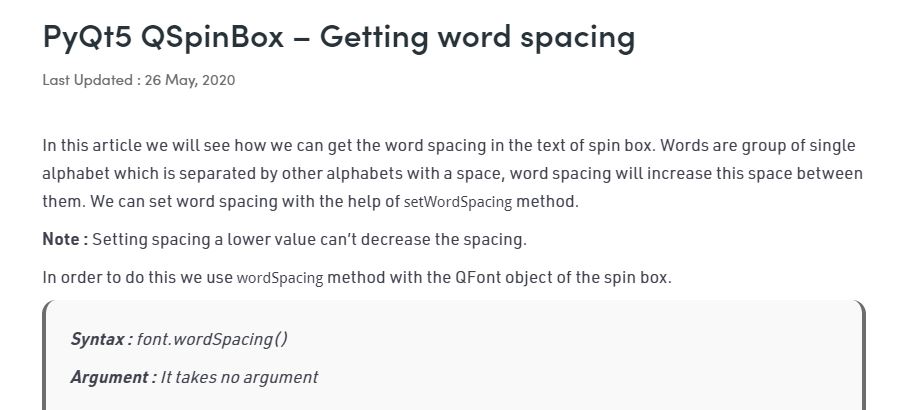 PyQt5 QSpinBox – Getting word spacing
Last Updated : 26 May, 2020
In this article we will see how we can get the word spacing in the text of spin box. Words are group of single
alphabet which is separated by other alphabets with a space, word spacing will increase this space between
them. We can set word spacing with the help of setWordSpacing method.
Note : Setting spacing a lower value can’t decrease the spacing.
In order to do this we use wordSpacing method with the QFont object of the spin box.
Syntax : font.wordSpacing()
Argument : It takes no argument